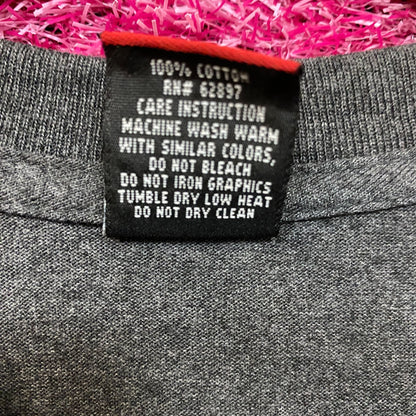 100% COTTON
RN# 62897
CARE INSTRUCTION
MACHINE WASH WARM
WITH SIMILAR COLORS,
DO NOT BLEACH
DO NOT IRON GRAPHICS
TUMBLE DRY LOW HEAT
DO NOT DRY CLEAN